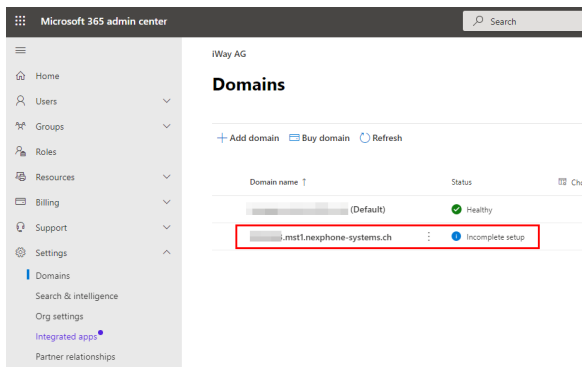 Microsoft 365 admin center
Search
iWay AG
Domains
Home
Users
Groups
Roles
Resources
Billing
Support
Settings
Domains
Search & intelligence
Org settings
Integrated apps
Partner relationships
Add domain Buy domain Refresh
Domain name ↑ Status
(Default) Healthy
.mst1.nexphone-systems.ch Incomplete setup